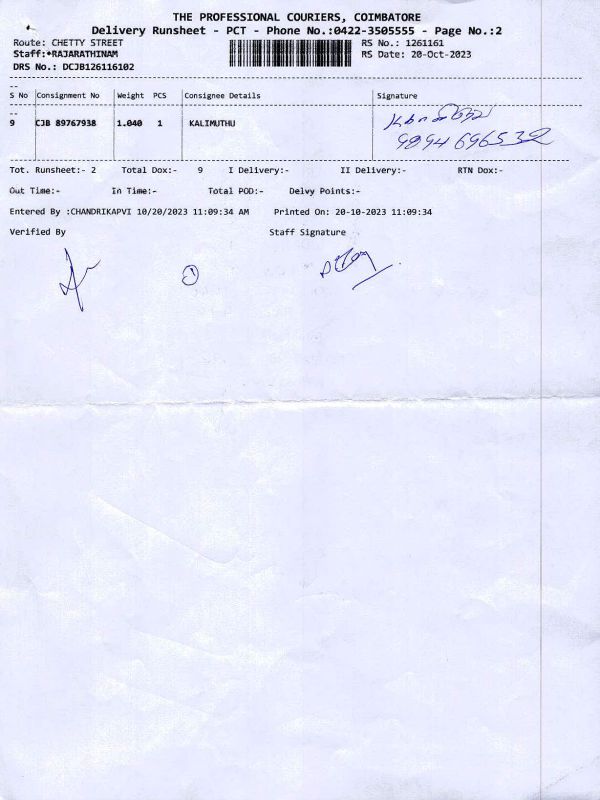 THE PROFESSIONAL COURIERS, COIMBATORE
Delivery Runsheet - PCT - Phone No.:0422-3505555 - Page No.:2
Route: CHETTY STREET RS No.: 1261161
Staff:*RAJARATHINAM RS Date: 20-Oct-2023
DRS No.: DCJB126116102
S No Consignment No Weight PCS Consignee Details Signature
9 CJB 89767938 1.040 1 KALIMUTHU
9894696532
Tot. Runsheet:- 2 Total Dox:- 9 I Delivery:- II Delivery:- RTN Dox:-
Out Time:- In Time:- Total POD:- Delvy Points:-
Entered By :CHANDRIKAPVI 10/20/2023 11:09:34 AM Printed On: 20-10-2023 11:09:34
Verified By Staff Signature
1